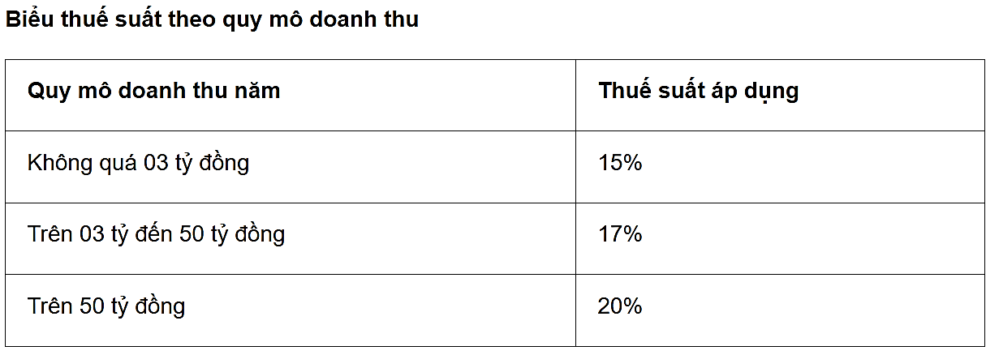 Biểu thuế suất theo quy mô doanh thu
Quy mô doanh thu năm Thuế suất áp dụng
Không quá 03 tỷ đồng 15%
Trên 03 tỷ đến 50 tỷ đồng 17%
Trên 50 tỷ đồng 20%